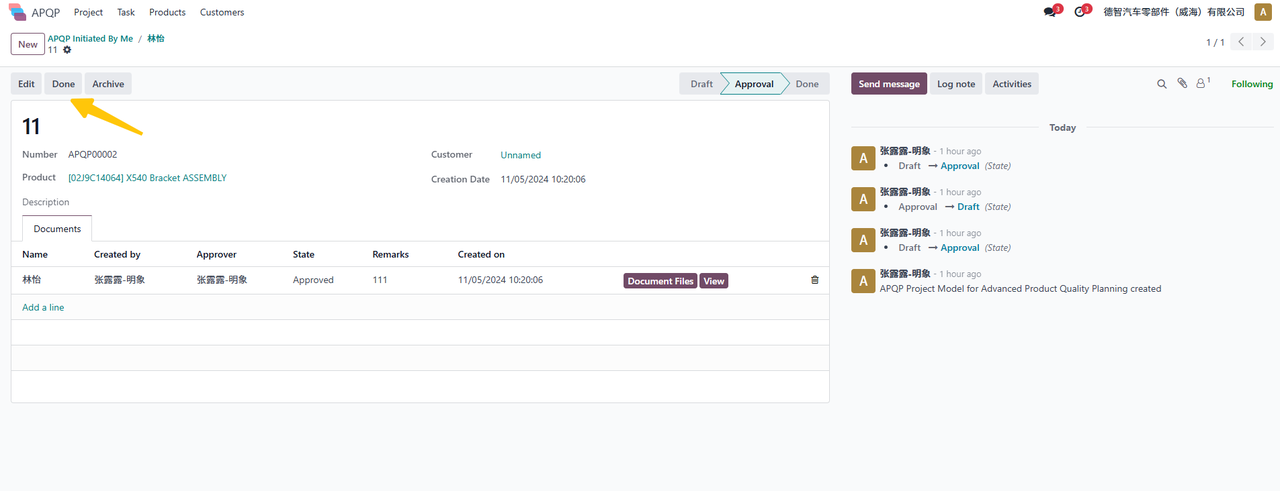 APQP Project Task Products Customers 3 3 德智汽车零部件（威海）有限公司 A
New APQP Initiated By Me / 林怡
11
1 / 1
Edit Done Archive Draft Approval Done Send message Log note Activities 1 Following
11
Number APQP00002 Customer Unnamed
Product [02J9C14064] X540 Bracket ASSEMBLY Creation Date 11/05/2024 10:20:06
Description
Documents
Name Created by Approver State Remarks Created on
林怡 张露露-明象 张露露-明象 Approved 111 11/05/2024 10:20:06 Document Files View
Add a line
Today
A 张露露-明象 - 1 hour ago
• Draft → Approval (State)
A 张露露-明象 - 1 hour ago
• Approval → Draft (State)
A 张露露-明象 - 1 hour ago
• Draft → Approval (State)
A 张露露-明象 - 1 hour ago
APQP Project Model for Advanced Product Quality Planning created